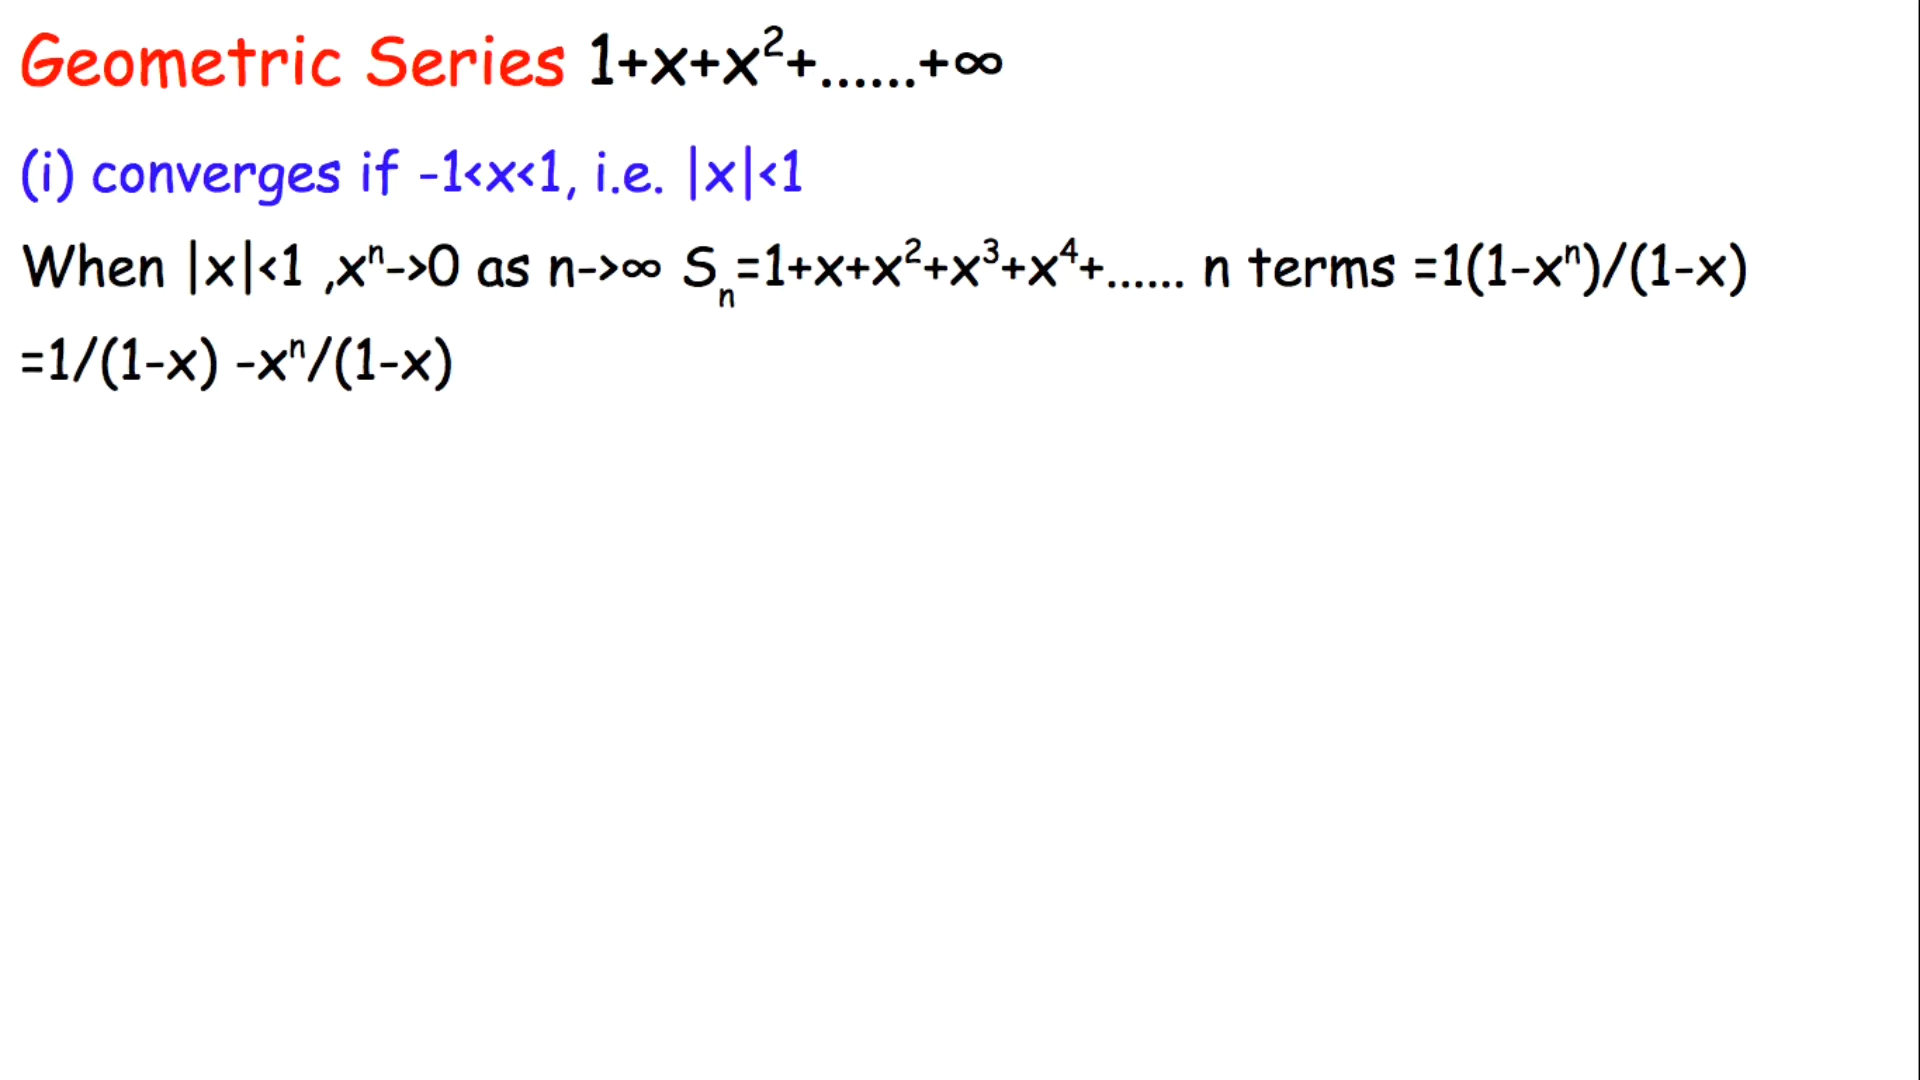 Geometric Series 1+x+x²+......+∞
(i) converges if -1<x<1, i.e. |x|<1
When |x|<1 ,xⁿ->0 as n->∞ Sₙ=1+x+x²+x³+x⁴+...... n terms =1(1-xⁿ)/(1-x)
=1/(1-x) -xⁿ/(1-x)